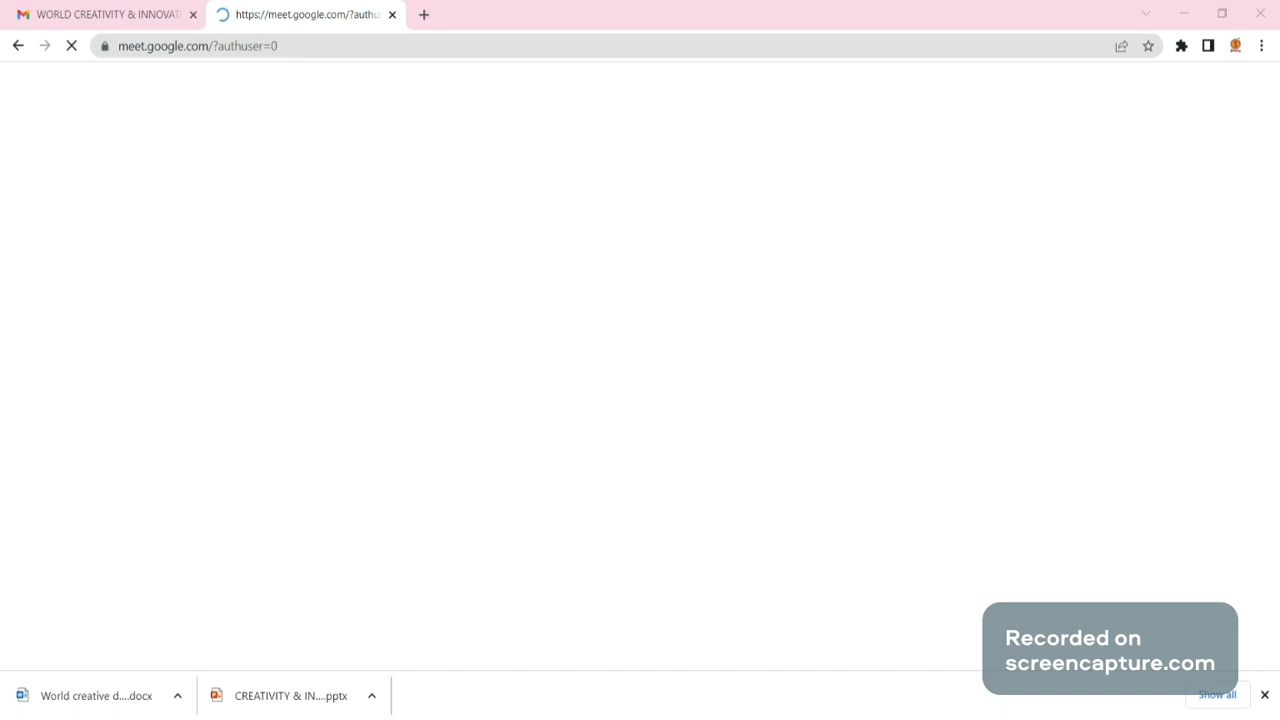 WORLD CREATIVITY & INNOVAT
https://meet.google.com/?authu
meet.google.com/?authuser=0
Recorded on
screencapture.com
World creative d....docx
CREATIVITY & IN....pptx
Show all